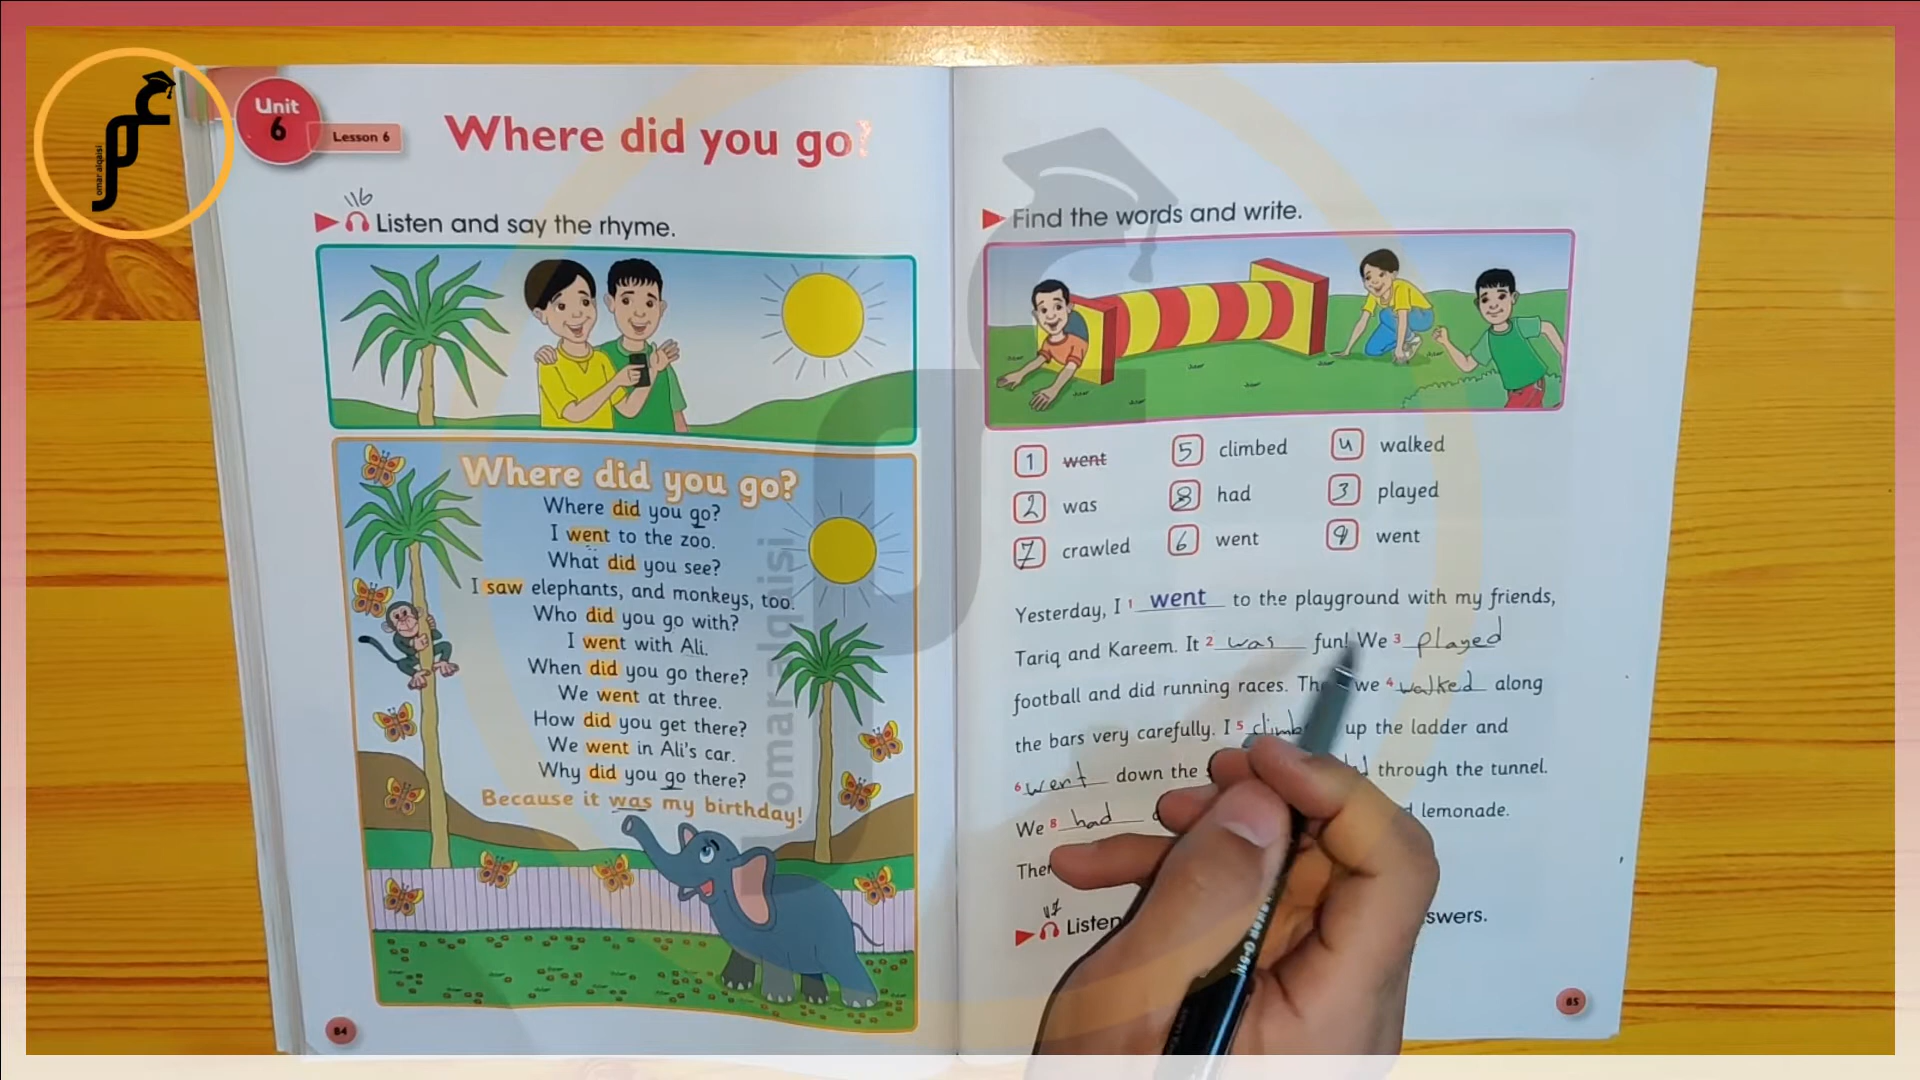 Unit
6
Lesson 6
Where did you go?
116
Listen and say the rhyme.
Where did you go?
Where did you go?
I went to the zoo.
What did you see?
I saw elephants, and monkeys, too.
Who did you go with?
I went with Ali.
When did you go there?
We went at three.
How did you get there?
We went in Ali's car.
Why did you go there?
Because it was my birthday!
84
Find the words and write.
1 went 5 climbed 4 walked
2 was 8 had 3 played
7 crawled 6 went 9 went
Yesterday, I 1 went to the playground with my friends,
Tariq and Kareem. It 2 was fun! We 3 played
football and did running races. we 4 walked along
the bars very carefully. I 5 up the ladder and
6 went down the through the tunnel.
We 8 had lemonade.
Listen
85
omar alqaisi
omar alqaisi
عمر